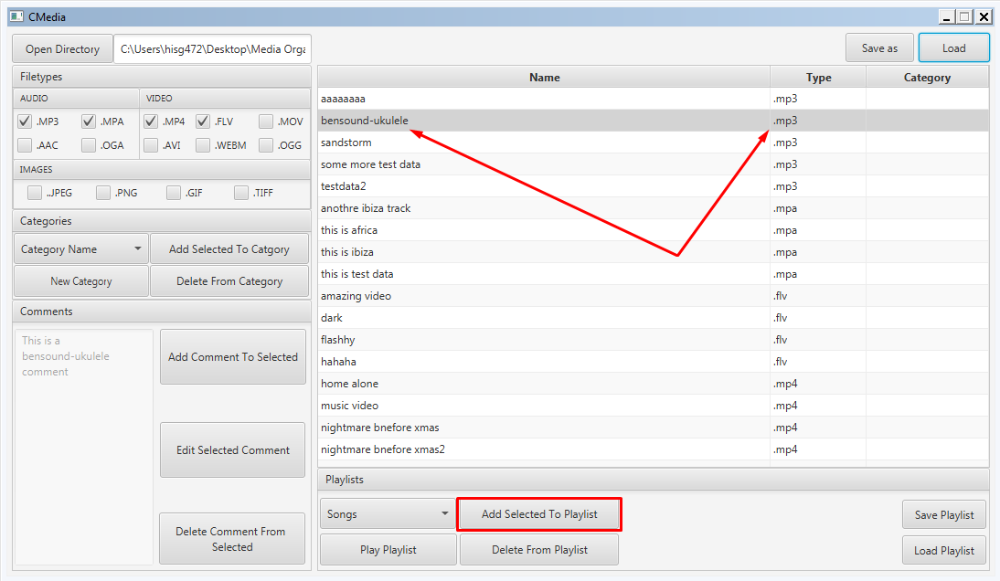 CMedia
Open Directory C:\Users\hisg472\Desktop\Media Orga Save as Load
Filetypes
AUDIO VIDEO
.MP3 .MPA .MP4 .FLV .MOV
.AAC .OGA .AVI .WEBM .OGG
IMAGES
..JPEG .PNG .GIF .TIFF
Categories
Category Name Add Selected To Catgory
New Category Delete From Category
Comments
This is a
bensound-ukulele
comment
Add Comment To Selected
Edit Selected Comment
Delete Comment From
Selected
Name Type Category
aaaaaaaa .mp3
bensound-ukulele .mp3
sandstorm .mp3
some more test data .mp3
testdata2 .mp3
anothre ibiza track .mpa
this is africa .mpa
this is ibiza .mpa
this is test data .mpa
amazing video .flv
dark .flv
flashhy .flv
hahaha .flv
home alone .mp4
music video .mp4
nightmare bnefore xmas .mp4
nightmare bnefore xmas2 .mp4
Playlists
Songs Add Selected To Playlist Save Playlist
Play Playlist Delete From Playlist Load Playlist